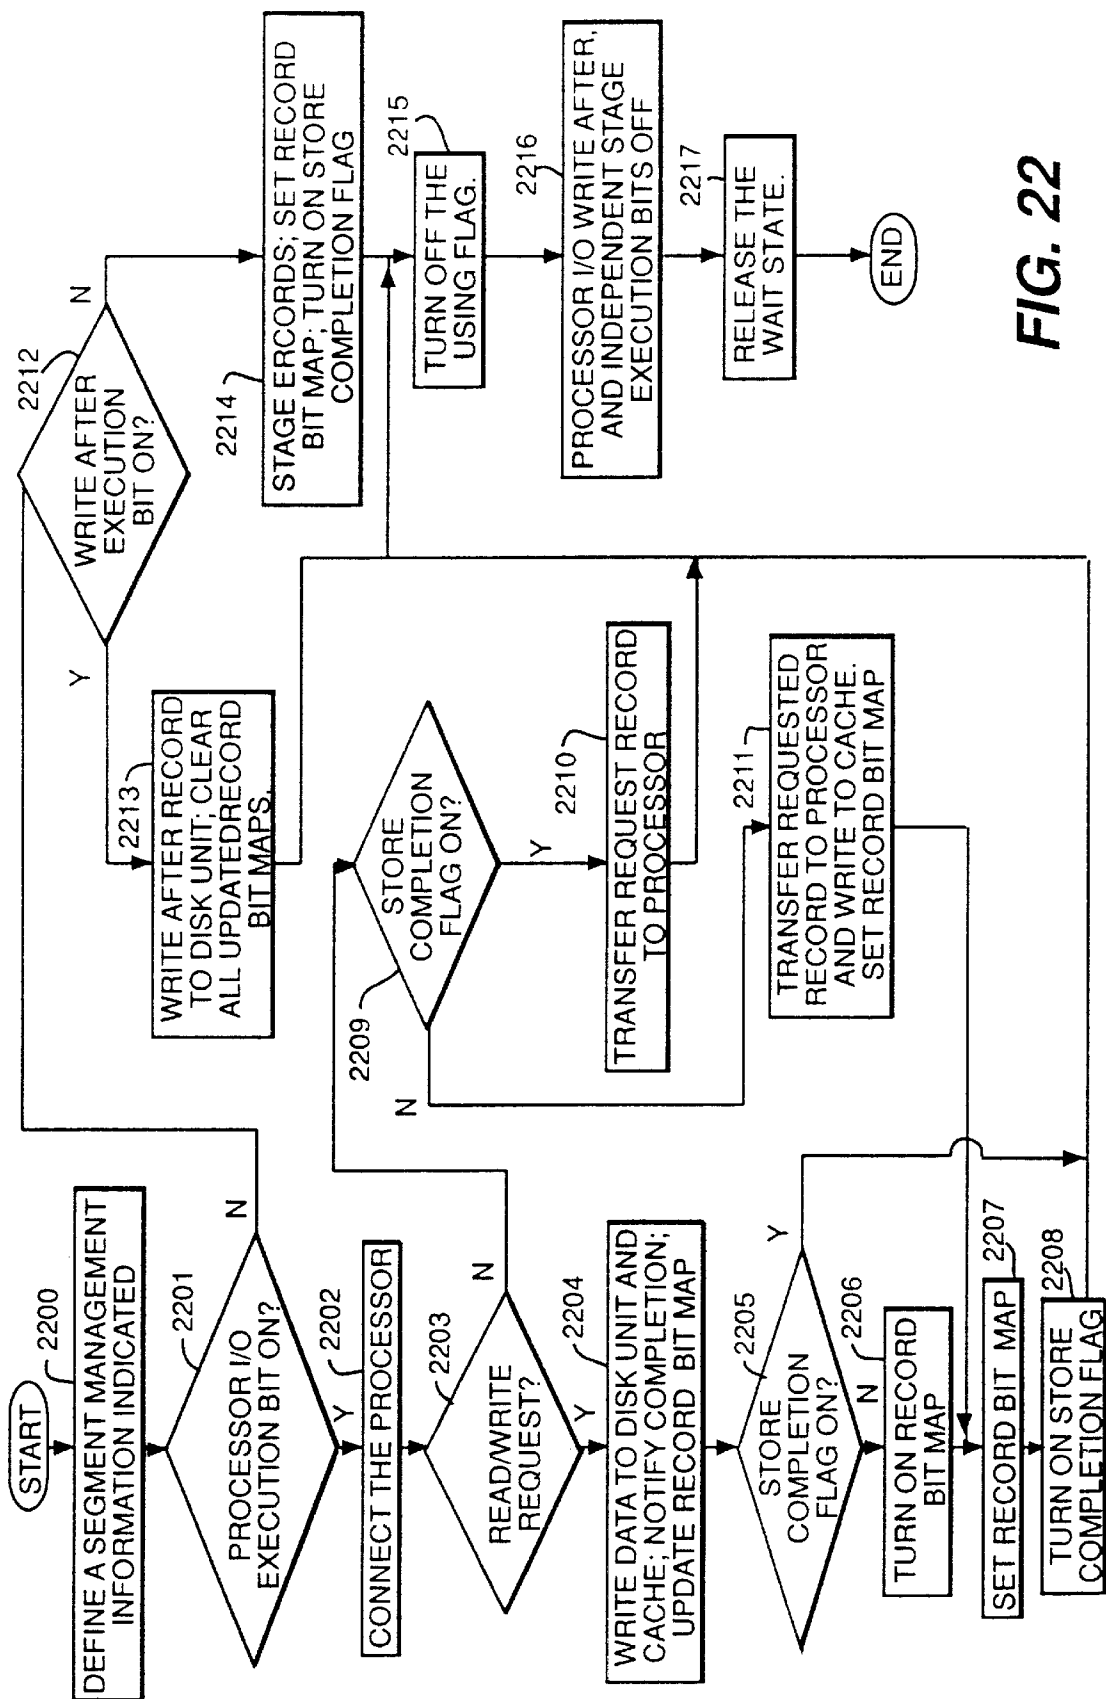 START
2200
DEFINE A SEGMENT MANAGEMENT
INFORMATION INDICATED
2201
PROCESSOR I/O
EXECUTION BIT ON?
N
Y
2202
CONNECT THE PROCESSOR
2203
READ/WRITE
REQUEST?
N
Y
2204
WRITE DATA TO DISK UNIT AND
CACHE; NOTIFY COMPLETION;
UPDATE RECORD BIT MAP
2205
STORE
COMPLETION
FLAG ON?
Y
N
2206
TURN ON RECORD
BIT MAP
2207
SET RECORD BIT MAP
2208
TURN ON STORE
COMPLETION FLAG
2209
STORE
COMPLETION
FLAG ON?
N
Y
2210
TRANSFER REQUEST RECORD
TO PROCESSOR
2211
TRANSFER REQUESTED
RECORD TO PROCESSOR
AND WRITE TO CACHE.
SET RECORD BIT MAP
2212
WRITE AFTER
EXECUTION
BIT ON?
Y
N
2213
WRITE AFTER RECORD
TO DISK UNIT; CLEAR
ALL UPDATEDRECORD
BIT MAPS.
2214
STAGE ERCORDS; SET RECORD
BIT MAP; TURN ON STORE
COMPLETION FLAG
2215
TURN OFF THE
USING FLAG.
2216
PROCESSOR I/O WRITE AFTER,
AND INDEPENDENT STAGE
EXECUTION BITS OFF
2217
RELEASE THE
WAIT STATE.
END
FIG. 22